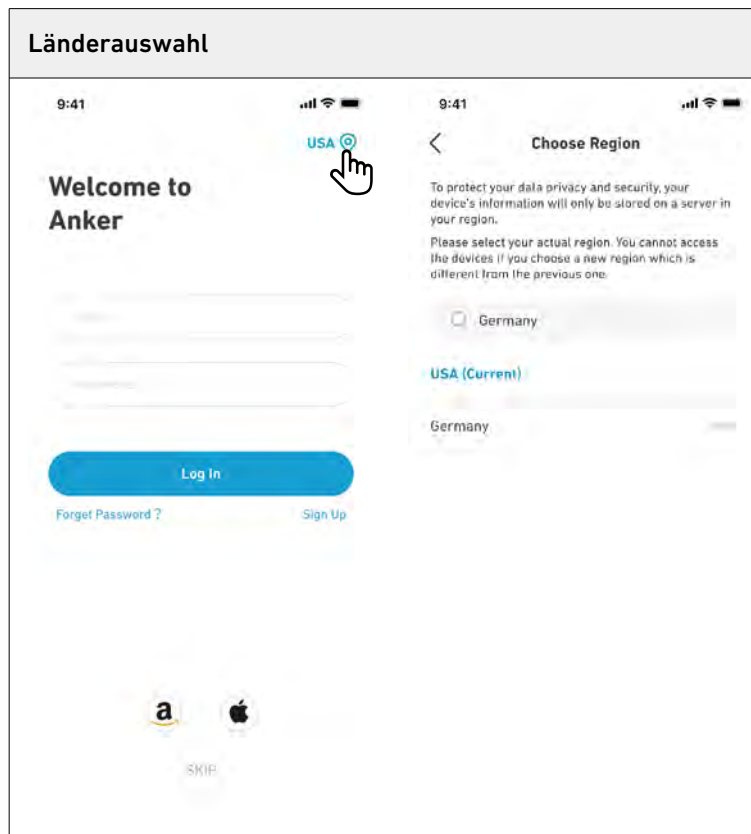 Länderauswahl
9:41
USA
Welcome to
Anker
Log In
Forget Password ?
Sign Up
a
SKIP
9:41
Choose Region
To protect your data privacy and security, your
device's information will only be stored on a server in
your region.
Please select your actual region. You cannot access
the devices if you choose a new region which is
different from the previous one.
Germany
USA (Current)
Germany